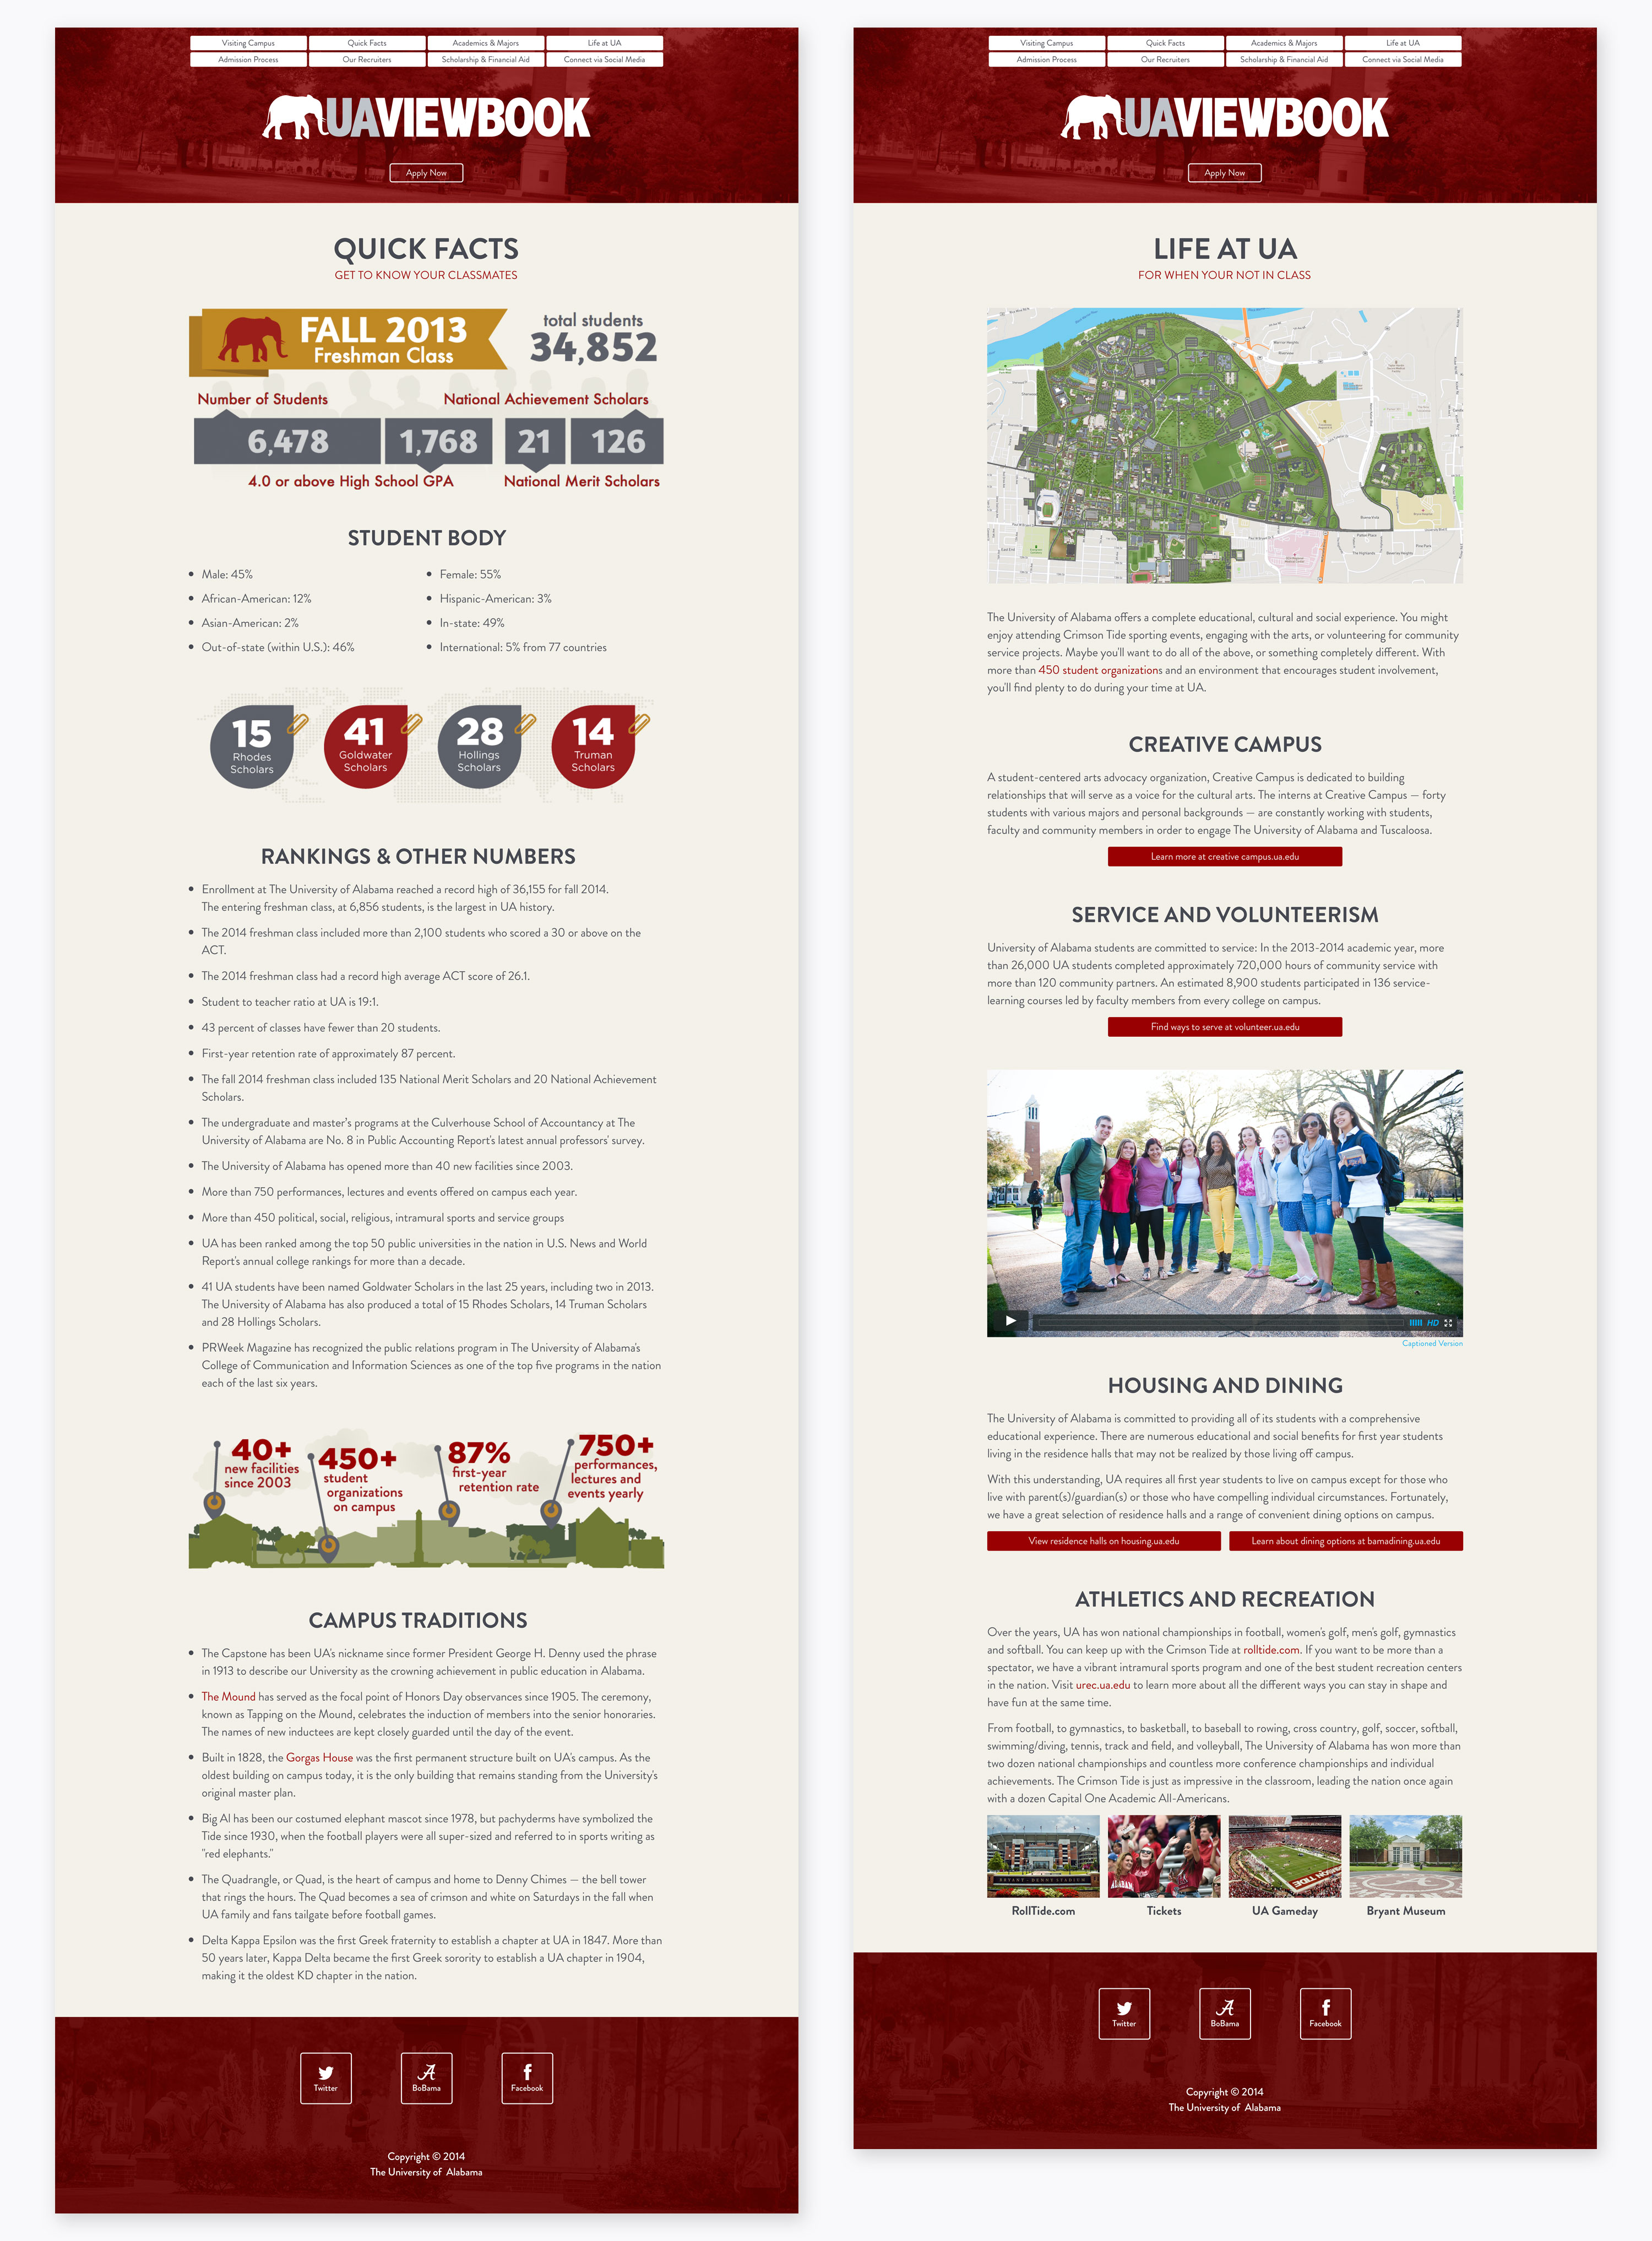 Visiting Campus
Quick Facts
Academics & Majors
Life at UA
Admission Process
Our Recruiters
Scholarship & Financial Aid
Connect via Social Media
UAVIEWBOOK
Apply Now
QUICK FACTS
GET TO KNOW YOUR CLASSMATES
FALL 2013
Freshman Class
total students
34,852
Number of Students
National Achievement Scholars
6,478
1,768
21
126
4.0 or above High School GPA
National Merit Scholars
STUDENT BODY
Male: 45%
Female: 55%
African-American: 12%
Hispanic-American: 3%
Asian-American: 2%
In-state: 49%
Out-of-state (within U.S.): 46%
International: 5% from 77 countries
15
Rhodes
Scholars
41
Goldwater
Scholars
28
Hollings
Scholars
14
Truman
Scholars
RANKINGS & OTHER NUMBERS
Enrollment at The University of Alabama reached a record high of 36,155 for fall 2014.
The entering freshman class, at 6,856 students, is the largest in UA history.
The 2014 freshman class included more than 2,100 students who scored a 30 or above on the
ACT.
The 2014 freshman class had a record high average ACT score of 26.1.
Student to teacher ratio at UA is 19:1.
43 percent of classes have fewer than 20 students.
First-year retention rate of approximately 87 percent.
The fall 2014 freshman class included 135 National Merit Scholars and 20 National Achievement
Scholars.
The undergraduate and master's programs at the Culverhouse School of Accountancy at The
University of Alabama are No. 8 in Public Accounting Report's latest annual professors' survey.
The University of Alabama has opened more than 40 new facilities since 2003.
More than 750 performances, lectures and events offered on campus each year.
More than 450 political, social, religious, intramural sports and service groups
UA has been ranked among the top 50 public universities in the nation in U.S. News and World
Report's annual college rankings for more than a decade.
41 UA students have been named Goldwater Scholars in the last 25 years, including two in 2013.
The University of Alabama has also produced a total of 15 Rhodes Scholars, 14 Truman Scholars
and 28 Hollings Scholars.
PRWeek Magazine has recognized the public relations program in The University of Alabama's
College of Communication and Information Sciences as one of the top five programs in the nation
each of the last six years.
40+
new facilities
since 2003
450+
student
organizations
on campus
87%
first-year
retention rate
750+
performances,
lectures and
events yearly
CAMPUS TRADITIONS
The Capstone has been UA's nickname since former President George H. Denny used the phrase
in 1913 to describe our University as the crowning achievement in public education in Alabama.
The Mound has served as the focal point of Honors Day observances since 1905. The ceremony,
known as Tapping on the Mound, celebrates the induction of members into the senior honoraries.
The names of new inductees are kept closely guarded until the day of the event.
Built in 1828, the Gorgas House was the first permanent structure built on UA's campus. As the
oldest building on campus today, it is the only building that remains standing from the University's
original master plan.
Big Al has been our costumed elephant mascot since 1978, but pachyderms have symbolized the
Tide since 1930, when the football players were all super-sized and referred to in sports writing as
"red elephants."
The Quadrangle, or Quad, is the heart of campus and home to Denny Chimes — the bell tower
that rings the hours. The Quad becomes a sea of crimson and white on Saturdays in the fall when
UA family and fans tailgate before football games.
Delta Kappa Epsilon was the first Greek fraternity to establish a chapter at UA in 1847. More than
50 years later, Kappa Delta became the first Greek sorority to establish a UA chapter in 1904,
making it the oldest KD chapter in the nation.
Twitter
BoBama
Facebook
Copyright © 2014
The University of Alabama
Visiting Campus
Quick Facts
Academics & Majors
Life at UA
Admission Process
Our Recruiters
Scholarship & Financial Aid
Connect via Social Media
UAVIEWBOOK
Apply Now
LIFE AT UA
FOR WHEN YOUR NOT IN CLASS
The University of Alabama offers a complete educational, cultural and social experience. You might
enjoy attending Crimson Tide sporting events, engaging with the arts, or volunteering for community
service projects. Maybe you'll want to do all of the above, or something completely different. With
more than 450 student organizations and an environment that encourages student involvement,
you'll find plenty to do during your time at UA.
CREATIVE CAMPUS
A student-centered arts advocacy organization, Creative Campus is dedicated to building
relationships that will serve as a voice for the cultural arts. The interns at Creative Campus — forty
students with various majors and personal backgrounds — are constantly working with students,
faculty and community members in order to engage The University of Alabama and Tuscaloosa.
Learn more at creative campus.ua.edu
SERVICE AND VOLUNTEERISM
University of Alabama students are committed to service: In the 2013-2014 academic year, more
than 26,000 UA students completed approximately 720,000 hours of community service with
more than 120 community partners. An estimated 8,900 students participated in 136 service-
learning courses led by faculty members from every college on campus.
Find ways to serve at volunteer.ua.edu
HD
Captioned Version
HOUSING AND DINING
The University of Alabama is committed to providing all of its students with a comprehensive
educational experience. There are numerous educational and social benefits for first year students
living in the residence halls that may not be realized by those living off campus.
With this understanding, UA requires all first year students to live on campus except for those who
live with parent(s)/guardian(s) or those who have compelling individual circumstances. Fortunately,
we have a great selection of residence halls and a range of convenient dining options on campus.
View residence halls on housing.ua.edu
Learn about dining options at bamadining.ua.edu
ATHLETICS AND RECREATION
Over the years, UA has won national championships in football, women's golf, men's golf, gymnastics
and softball. You can keep up with the Crimson Tide at rolltide.com. If you want to be more than a
spectator, we have a vibrant intramural sports program and one of the best student recreation centers
in the nation. Visit urec.ua.edu to learn more about all the different ways you can stay in shape and
have fun at the same time.
From football, to gymnastics, to basketball, to baseball to rowing, cross country, golf, soccer, softball,
swimming/diving, tennis, track and field, and volleyball, The University of Alabama has won more than
two dozen national championships and countless more conference championships and individual
achievements. The Crimson Tide is just as impressive in the classroom, leading the nation once again
with a dozen Capital One Academic All-Americans.
BRYANT-DENNY STADIUM
ALABAMA
RollTide.com
Tickets
UA Gameday
Bryant Museum
Twitter
BoBama
Facebook
Copyright © 2014
The University of Alabama